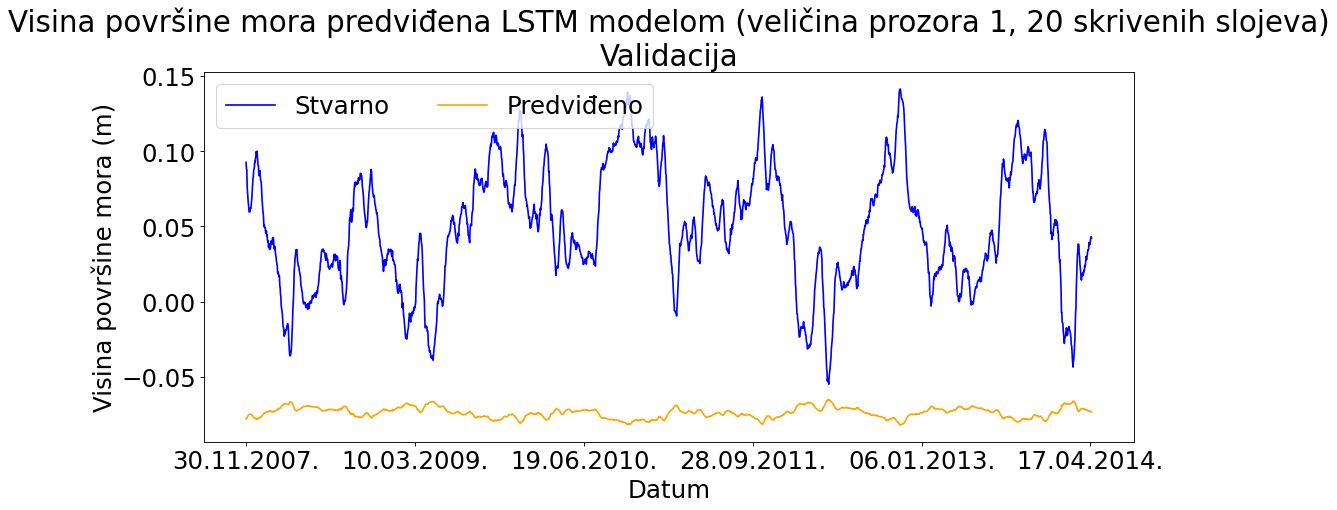 Visina površine mora predviđena LSTM modelom (veličina prozora 1, 20 skrivenih slojeva)
Validacija
Stvarno Predviđeno
Visina površine mora (m)
0.15
0.10
0.05
0.00
−0.05
30.11.2007. 10.03.2009. 19.06.2010. 28.09.2011. 06.01.2013. 17.04.2014.
Datum